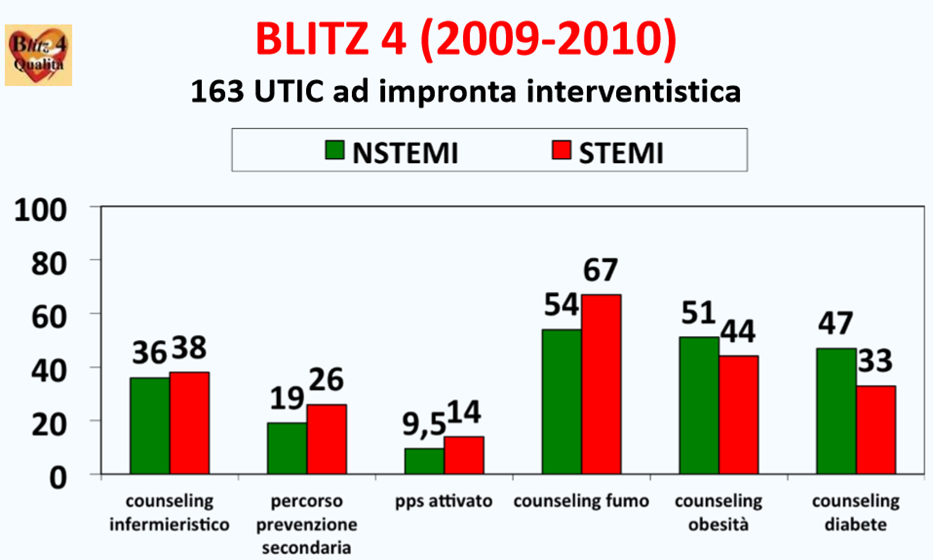 Blitz 4
Qualità
BLITZ 4 (2009-2010)
163 UTIC ad impronta interventistica
NSTEMI STEMI
100
80
60
40
20
0
36 38
19 26
9,5 14
54 67
51 44
47 33
counseling
infermieristico
percorso
prevenzione
secondaria
pps attivato
counseling fumo
counseling
obesità
counseling
diabete